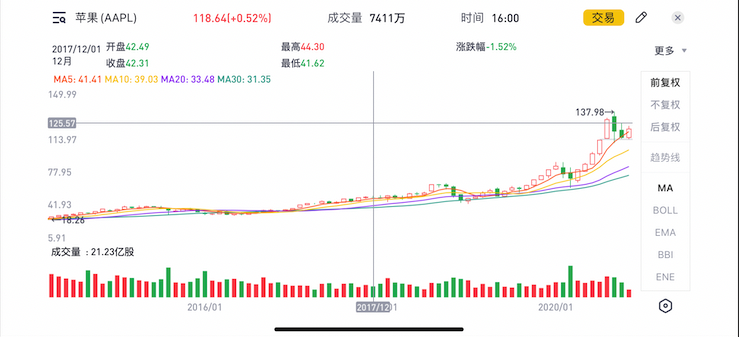 苹果 (AAPL) 118.64(+0.52%) 成交量 7411万 时间 16:00 交易
2017/12/01 开盘42.49 最高44.30 涨跌幅-1.52% 更多
12月 收盘42.31 最低41.62
MA5: 41.41 MA10: 39.03 MA20: 33.48 MA30: 31.35
前复权
149.99
不复权
137.98
125.57
后复权
113.97
趋势线
77.95
MA
41.93
BOLL
18.26
EMA
5.91
成交量 : 21.23亿股
BBI
ENE
2016/01 2017/12 01 2020/01